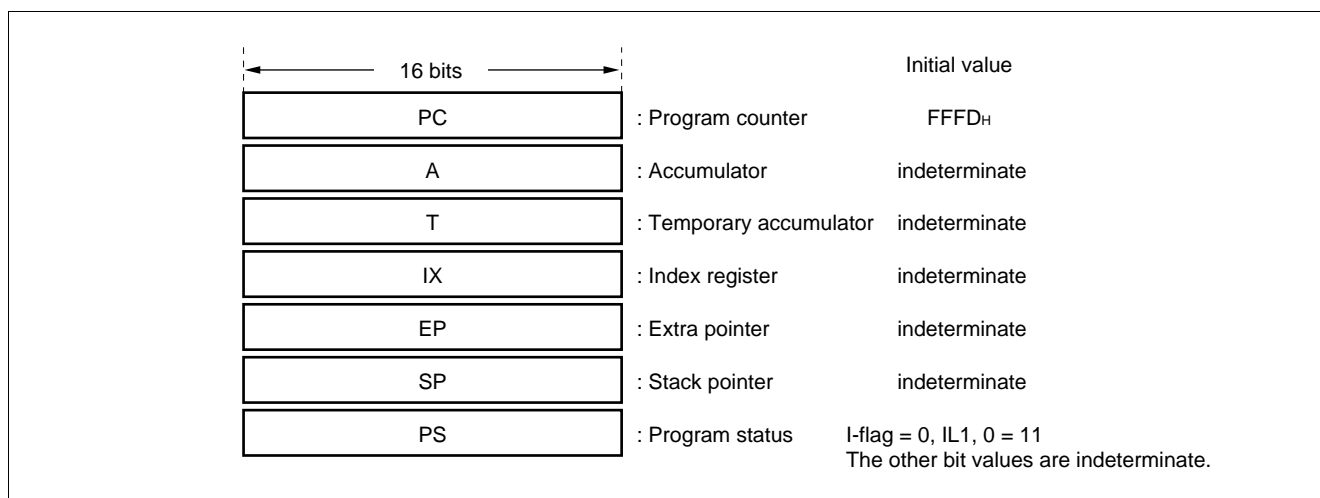 16 bits Initial value
PC : Program counter FFFDH
A : Accumulator indeterminate
T : Temporary accumulator indeterminate
IX : Index register indeterminate
EP : Extra pointer indeterminate
SP : Stack pointer indeterminate
PS : Program status I-flag = 0, IL1, 0 = 11
The other bit values are indeterminate.